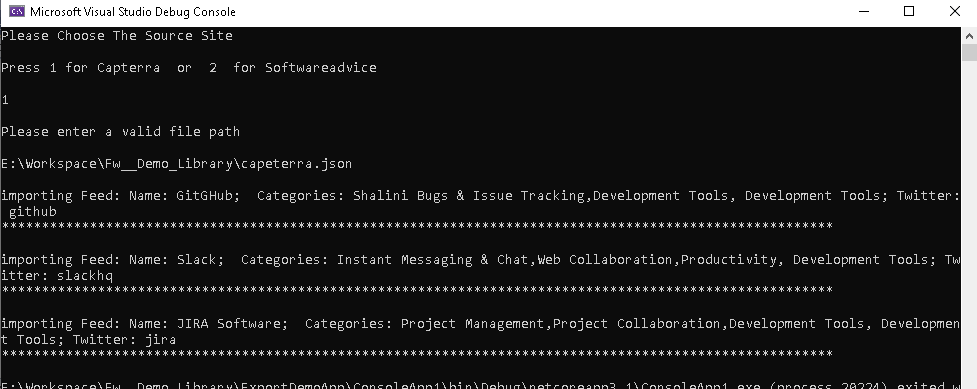 Microsoft Visual Studio Debug Console
Please Choose The Source Site
Press 1 for Capterra  or  2  for Softwareadvice
1
Please enter a valid file path
E:\Workspace\Fw__Demo_Library\capeterra.json
importing Feed: Name: GitGHub;  Categories: Shalini Bugs & Issue Tracking,Development Tools, Development Tools; Twitter:
 github
********************************************************************************************************
importing Feed: Name: Slack;  Categories: Instant Messaging & Chat,Web Collaboration,Productivity, Development Tools; Tw
itter: slackhq
********************************************************************************************************
importing Feed: Name: JIRA Software;  Categories: Project Management,Project Collaboration,Development Tools, Developmen
t Tools; Twitter: jira
********************************************************************************************************
E:\Workspace\Fw__Demo_Library\ExportDemoApp\ConsoleApp1\bin\Debug\netcoreapp3.1\ConsoleApp1.exe (process 20224) exited w